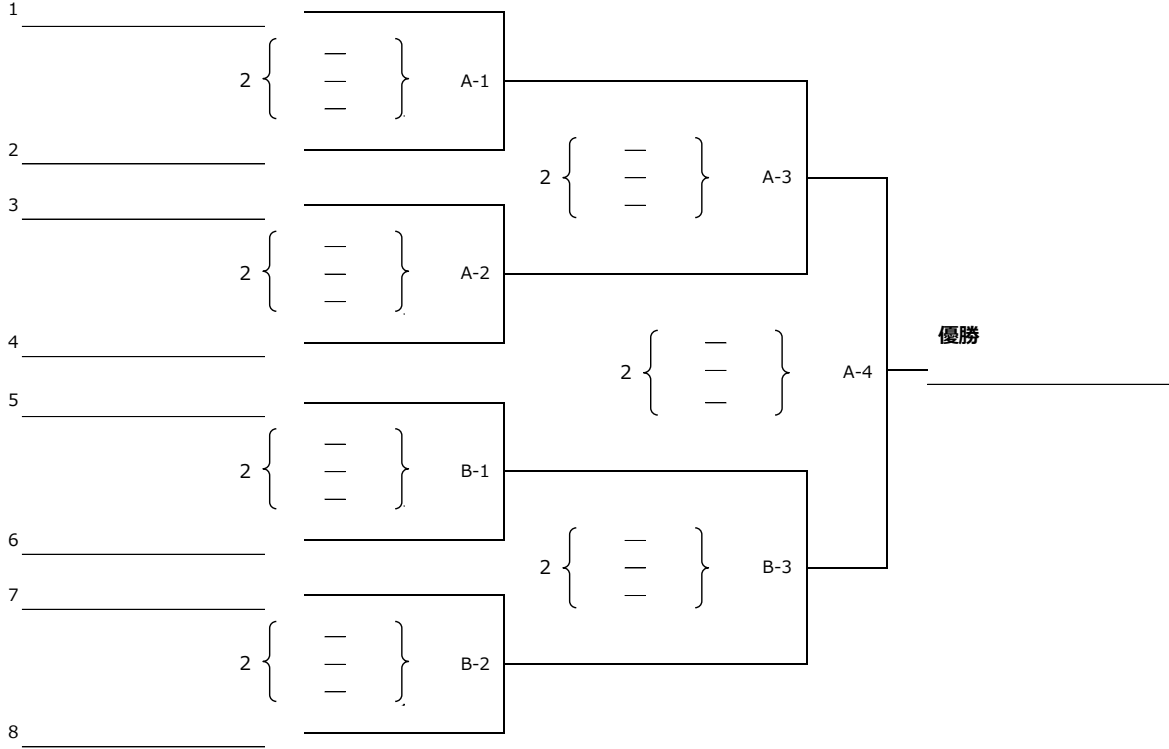 1
2 { — — — } A-1
2
3
2 { — — — } A-2
4
2 { — — — } A-3
5
2 { — — — } B-1
6
7
2 { — — — } B-2
8
2 { — — — } B-3
2 { — — — } A-4
優勝